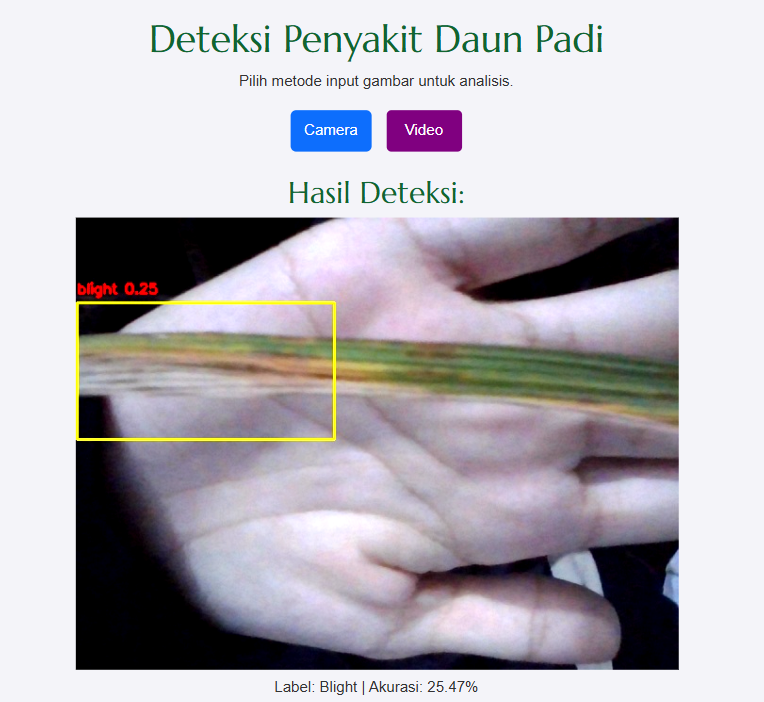 Deteksi Penyakit Daun Padi
Pilih metode input gambar untuk analisis.
Camera Video
Hasil Deteksi:
blight 0.25
Label: Blight | Akurasi: 25.47%